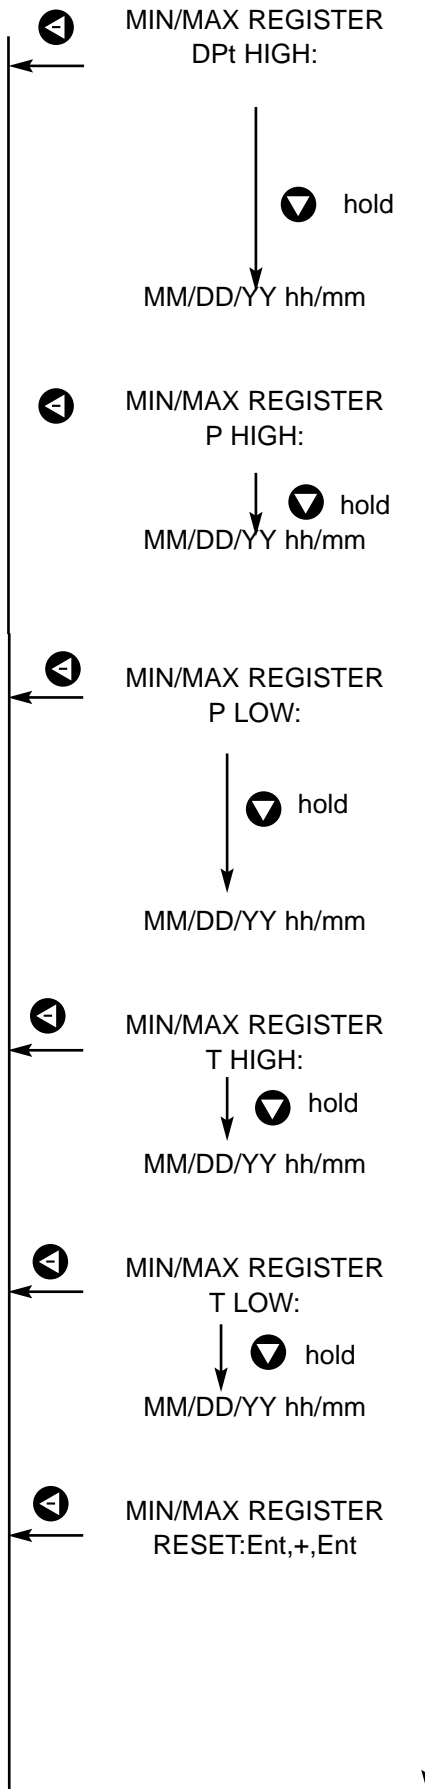 MIN/MAX REGISTER
DPt HIGH:
hold
MM/DD/YY hh/mm
MIN/MAX REGISTER
P HIGH:
hold
MM/DD/YY hh/mm
MIN/MAX REGISTER
P LOW:
hold
MM/DD/YY hh/mm
MIN/MAX REGISTER
T HIGH:
hold
MM/DD/YY hh/mm
MIN/MAX REGISTER
T LOW:
hold
MM/DD/YY hh/mm
MIN/MAX REGISTER
RESET:Ent,+,Ent